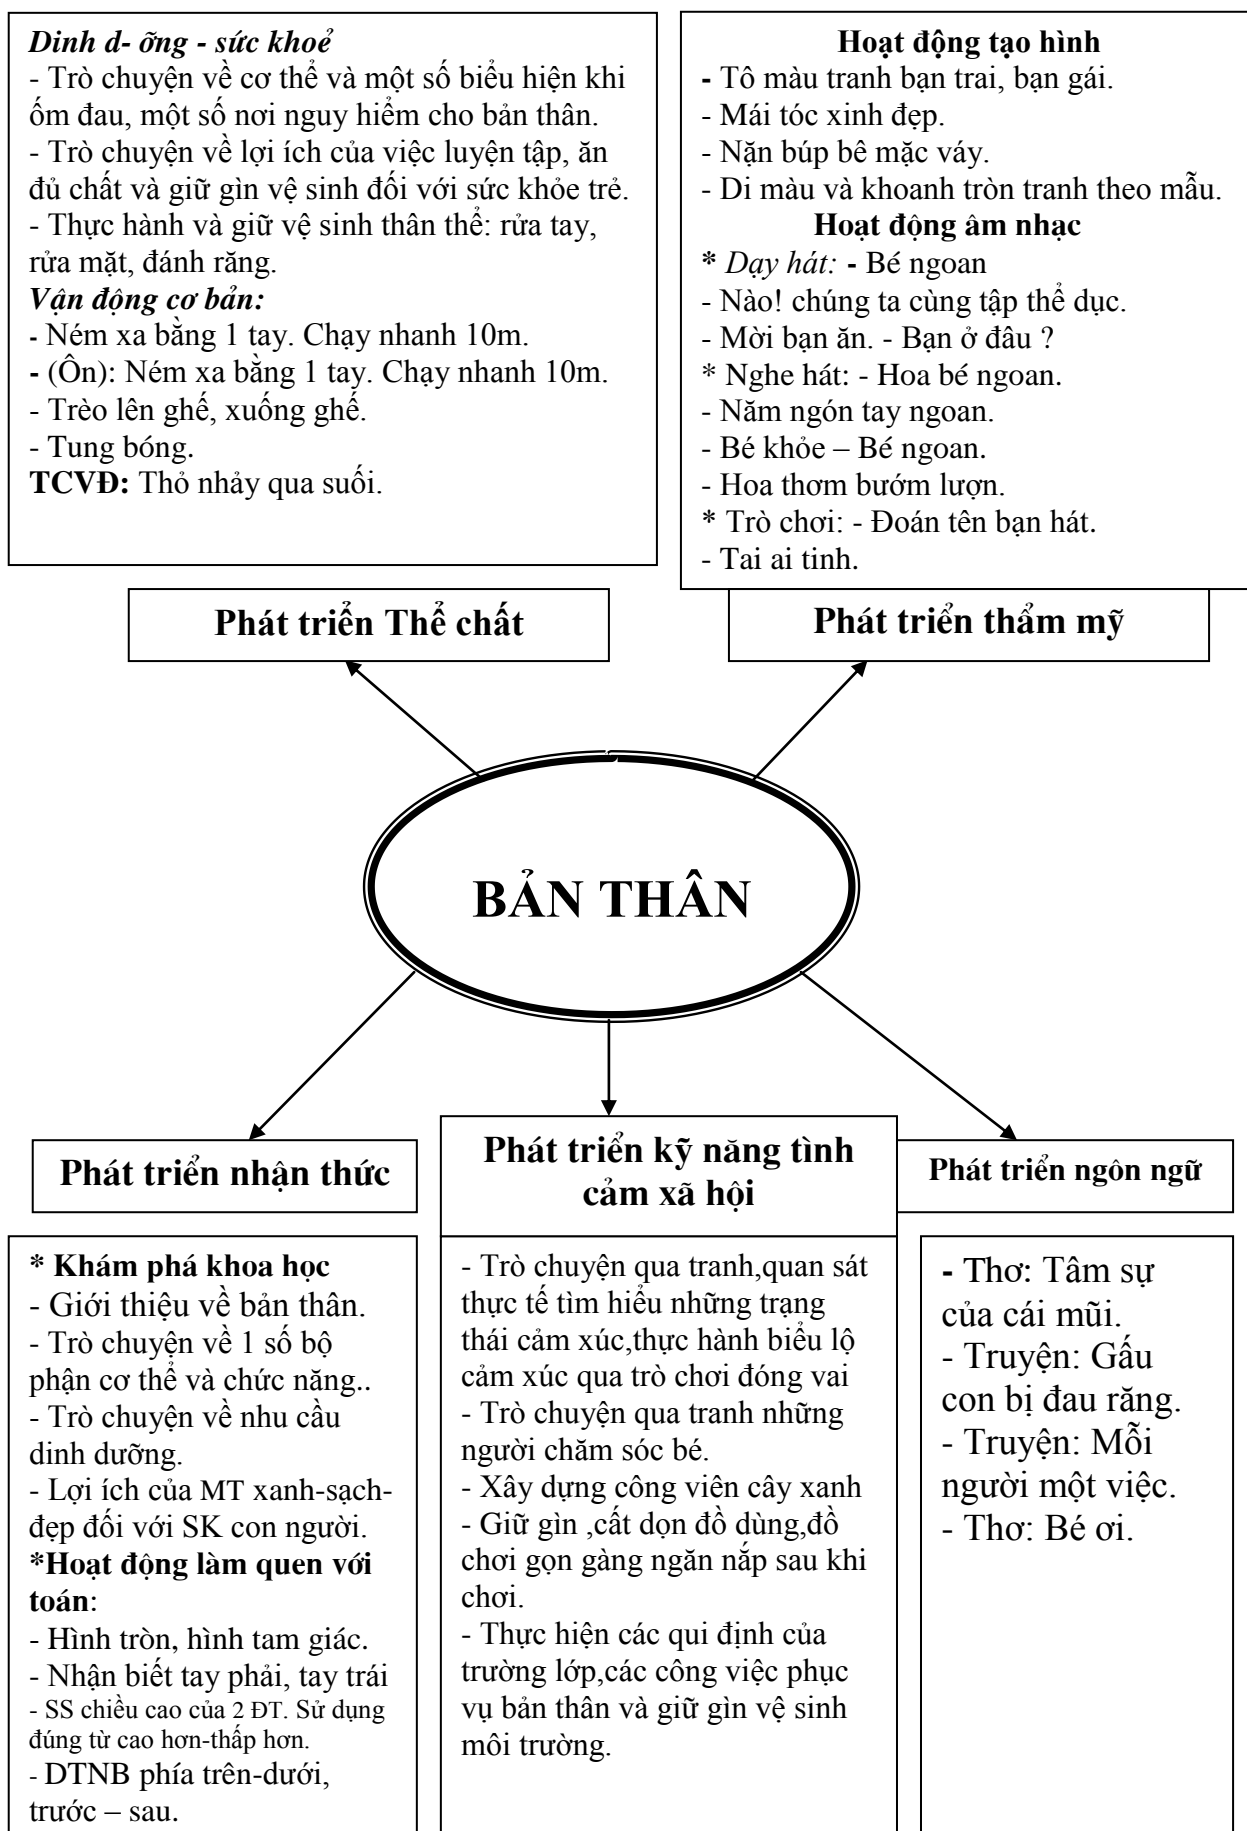 Dinh d- ỡng - sức khoẻ
- Trò chuyện về cơ thể và một số biểu hiện khi
ốm đau, một số nơi nguy hiểm cho bản thân.
- Trò chuyện về lợi ích của việc luyện tập, ăn
đủ chất và giữ gìn vệ sinh đối với sức khỏe trẻ.
- Thực hành và giữ vệ sinh thân thể: rửa tay,
rửa mặt, đánh răng.
Vận động cơ bản:
- Ném xa bằng 1 tay. Chạy nhanh 10m.
- (Ôn): Ném xa bằng 1 tay. Chạy nhanh 10m.
- Trèo lên ghế, xuống ghế.
- Tung bóng.
TCVĐ: Thỏ nhảy qua suối.
Hoạt động tạo hình
- Tô màu tranh bạn trai, bạn gái.
- Mái tóc xinh đẹp.
- Nặn búp bê mặc váy.
- Di màu và khoanh tròn tranh theo mẫu.
Hoạt động âm nhạc
* Dạy hát: - Bé ngoan
- Nào! chúng ta cùng tập thể dục.
- Mời bạn ăn. - Bạn ở đâu ?
* Nghe hát: - Hoa bé ngoan.
- Năm ngón tay ngoan.
- Bé khỏe – Bé ngoan.
- Hoa thơm bướm lượn.
* Trò chơi: - Đoán tên bạn hát.
- Tai ai tinh.
Phát triển Thể chất
Phát triển thẩm mỹ
BẢN THÂN
Phát triển nhận thức
Phát triển kỹ năng tình
cảm xã hội
Phát triển ngôn ngữ
* Khám phá khoa học
- Giới thiệu về bản thân.
- Trò chuyện về 1 số bộ
phận cơ thể và chức năng..
- Trò chuyện về nhu cầu
dinh dưỡng.
- Lợi ích của MT xanh-sạch-
đẹp đối với SK con người.
*Hoạt động làm quen với
toán:
- Hình tròn, hình tam giác.
- Nhận biết tay phải, tay trái
- SS chiều cao của 2 ĐT. Sử dụng
đúng từ cao hơn-thấp hơn.
- DTNB phía trên-dưới,
trước – sau.
- Trò chuyện qua tranh,quan sát
thực tế tìm hiểu những trạng
thái cảm xúc,thực hành biểu lộ
cảm xúc qua trò chơi đóng vai
- Trò chuyện qua tranh những
người chăm sóc bé.
- Xây dựng công viên cây xanh
- Giữ gìn ,cất dọn đồ dùng,đồ
chơi gọn gàng ngăn nắp sau khi
chơi.
- Thực hiện các qui định của
trường lớp,các công việc phục
vụ bản thân và giữ gìn vệ sinh
môi trường.
- Thơ: Tâm sự
của cái mũi.
- Truyện: Gấu
con bị đau răng.
- Truyện: Mỗi
người một việc.
- Thơ: Bé ơi.